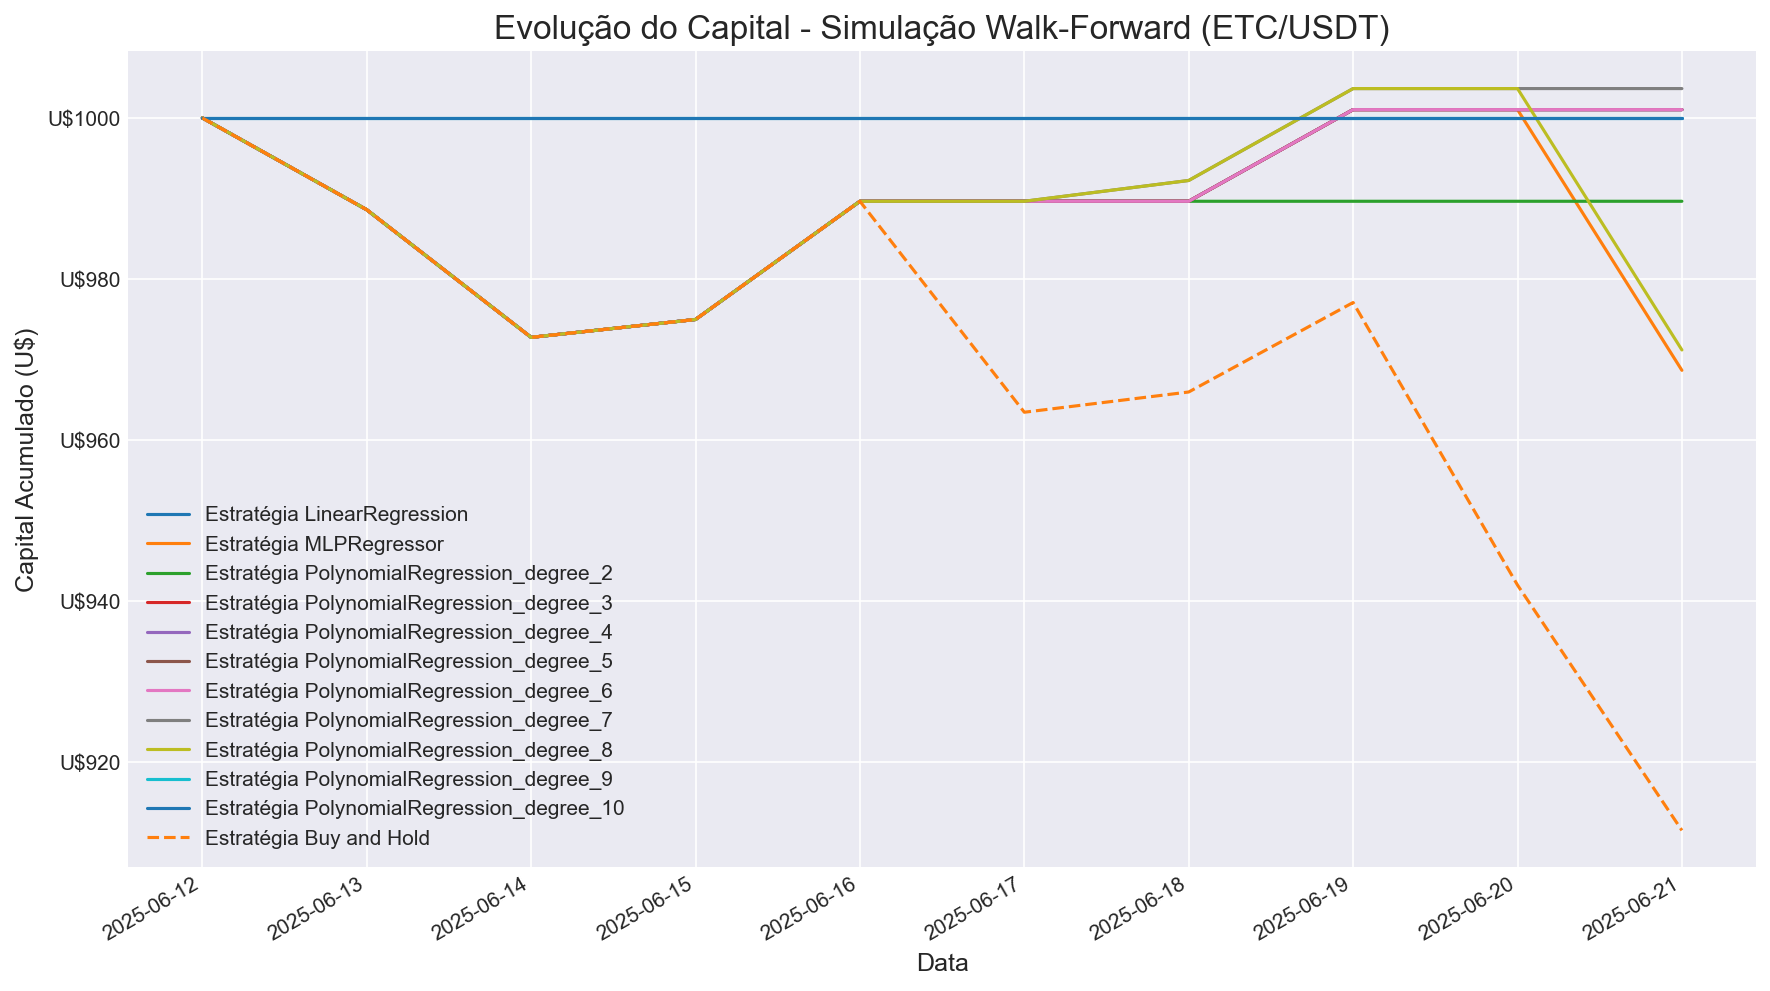 Evolução do Capital - Simulação Walk-Forward (ETC/USDT)
U$1000
U$980
U$960
U$940
U$920
Capital Acumulado (U$)
Estratégia LinearRegression
Estratégia MLPRegressor
Estratégia PolynomialRegression_degree_2
Estratégia PolynomialRegression_degree_3
Estratégia PolynomialRegression_degree_4
Estratégia PolynomialRegression_degree_5
Estratégia PolynomialRegression_degree_6
Estratégia PolynomialRegression_degree_7
Estratégia PolynomialRegression_degree_8
Estratégia PolynomialRegression_degree_9
Estratégia PolynomialRegression_degree_10
Estratégia Buy and Hold
2025-06-12
2025-06-13
2025-06-14
2025-06-15
2025-06-16
2025-06-17
2025-06-18
2025-06-19
2025-06-20
2025-06-21
Data